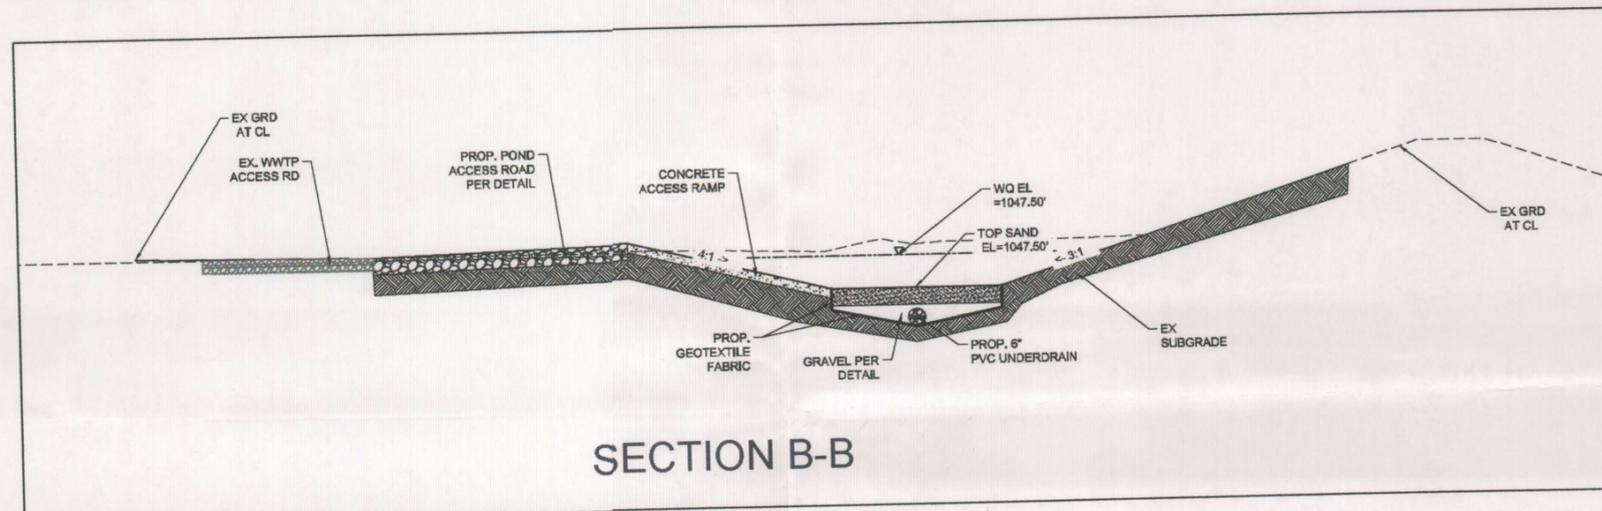 EX GRD
AT CL
EX. WWTP
ACCESS RD
PROP. POND
ACCESS ROAD
PER DETAIL
CONCRETE
ACCESS RAMP
WQ EL
=1047.50'
TOP SAND
EL=1047.50'
4:1
3:1
EX GRD
AT CL
PROP.
GEOTEXTILE
FABRIC
GRAVEL PER
DETAIL
PROP. 6"
PVC UNDERDRAIN
EX
SUBGRADE
SECTION B-B